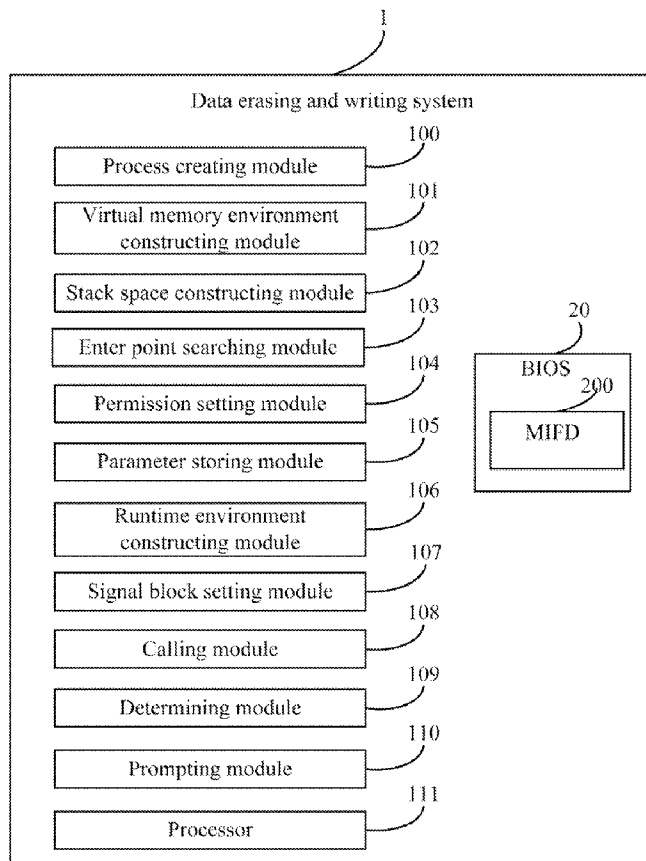 1
Data erasing and writing system
100
Process creating module
101
Virtual memory environment
constructing module
102
Stack space constructing module
103
Enter point searching module
104
Permission setting module
105
Parameter storing module
106
Runtime environment
constructing module
107
Signal block setting module
108
Calling module
109
Determining module
110
Prompting module
111
Processor
20
BIOS
200
MIFD